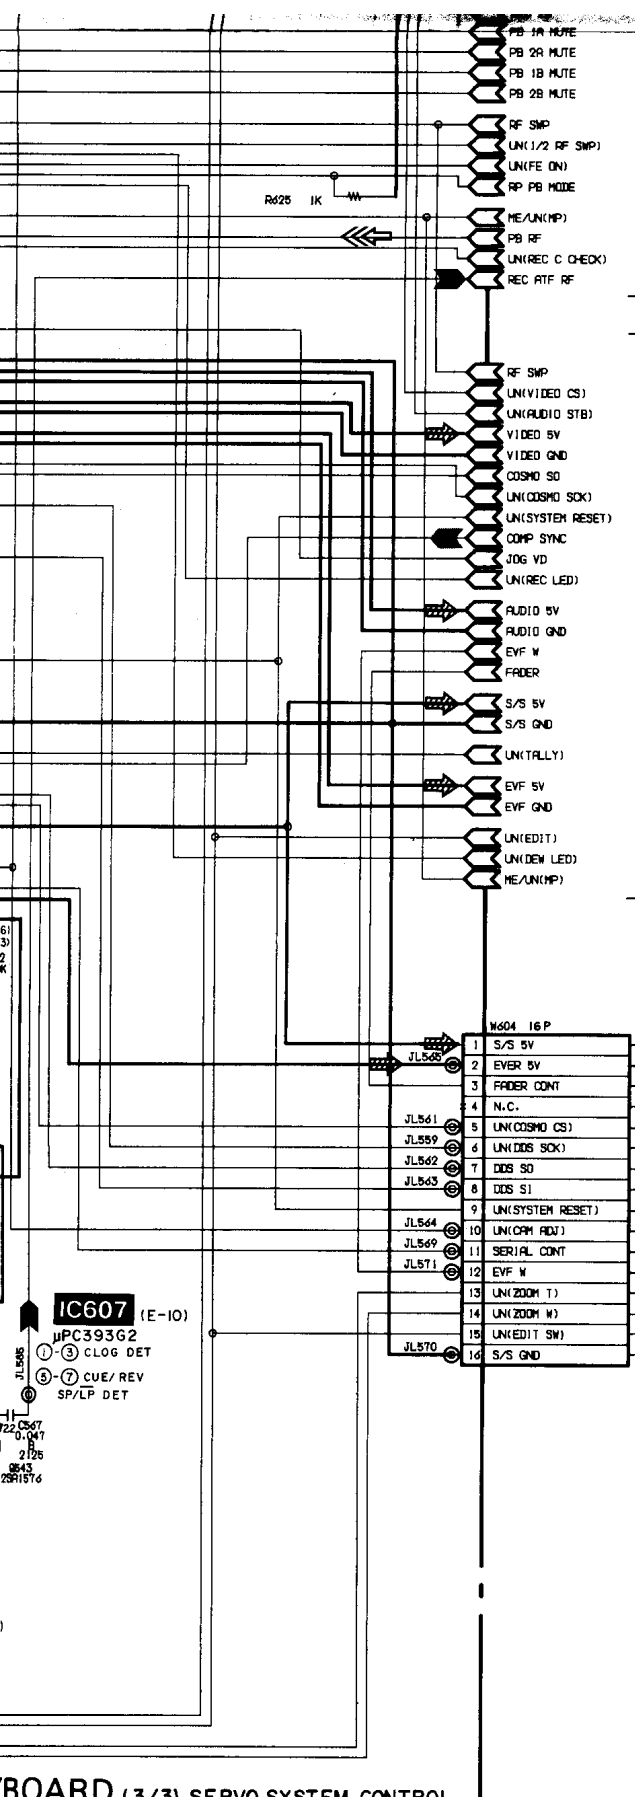 PB 1A MUTE
PB 2A MUTE
PB 1B MUTE
PB 2B MUTE
RF SWP
UN(1/2 RF SWP)
UN(FE ON)
RP PB MODE
R625 1K
ME/UN(MP)
PB RF
UN(REC C CHECK)
REC ATF RF
RF SWP
UN(VIDEO CS)
UN(AUDIO STB)
VIDEO 5V
VIDEO GND
COSMO SO
UN(COSMO SCK)
UN(SYSTEM RESET)
COMP SYNC
JOG VD
UN(REC LED)
AUDIO 5V
AUDIO GND
EVF W
FADER
S/S 5V
S/S GND
UN(TALLY)
EVF 5V
EVF GND
UN(EDIT)
UN(DEW LED)
ME/UN(MP)
6)
3)
2
K
W604 16P
1 S/S 5V
JL565 2 EVER 5V
3 FADER CONT
4 N.C.
JL561 5 UN(COSMO CS)
JL559 6 UN(DDS SCK)
JL562 7 DDS SO
JL563 8 DDS SI
9 UN(SYSTEM RESET)
JL564 10 UN(CAM ADJ)
JL569 11 SERIAL CONT
JL571 12 EVF W
13 UN(ZOOM T)
14 UN(ZOOM W)
15 UN(EDIT SW)
JL570 16 S/S GND
IC607 (E-10)
μPC393G2
①-③ CLOG DET
⑤-⑦ CUE/REV
SP/LP DET
JL585
722 C567
0.047
B
2125
Q543
2SA1576
)
/BOARD (3/3) SERVO SYSTEM CONTROL